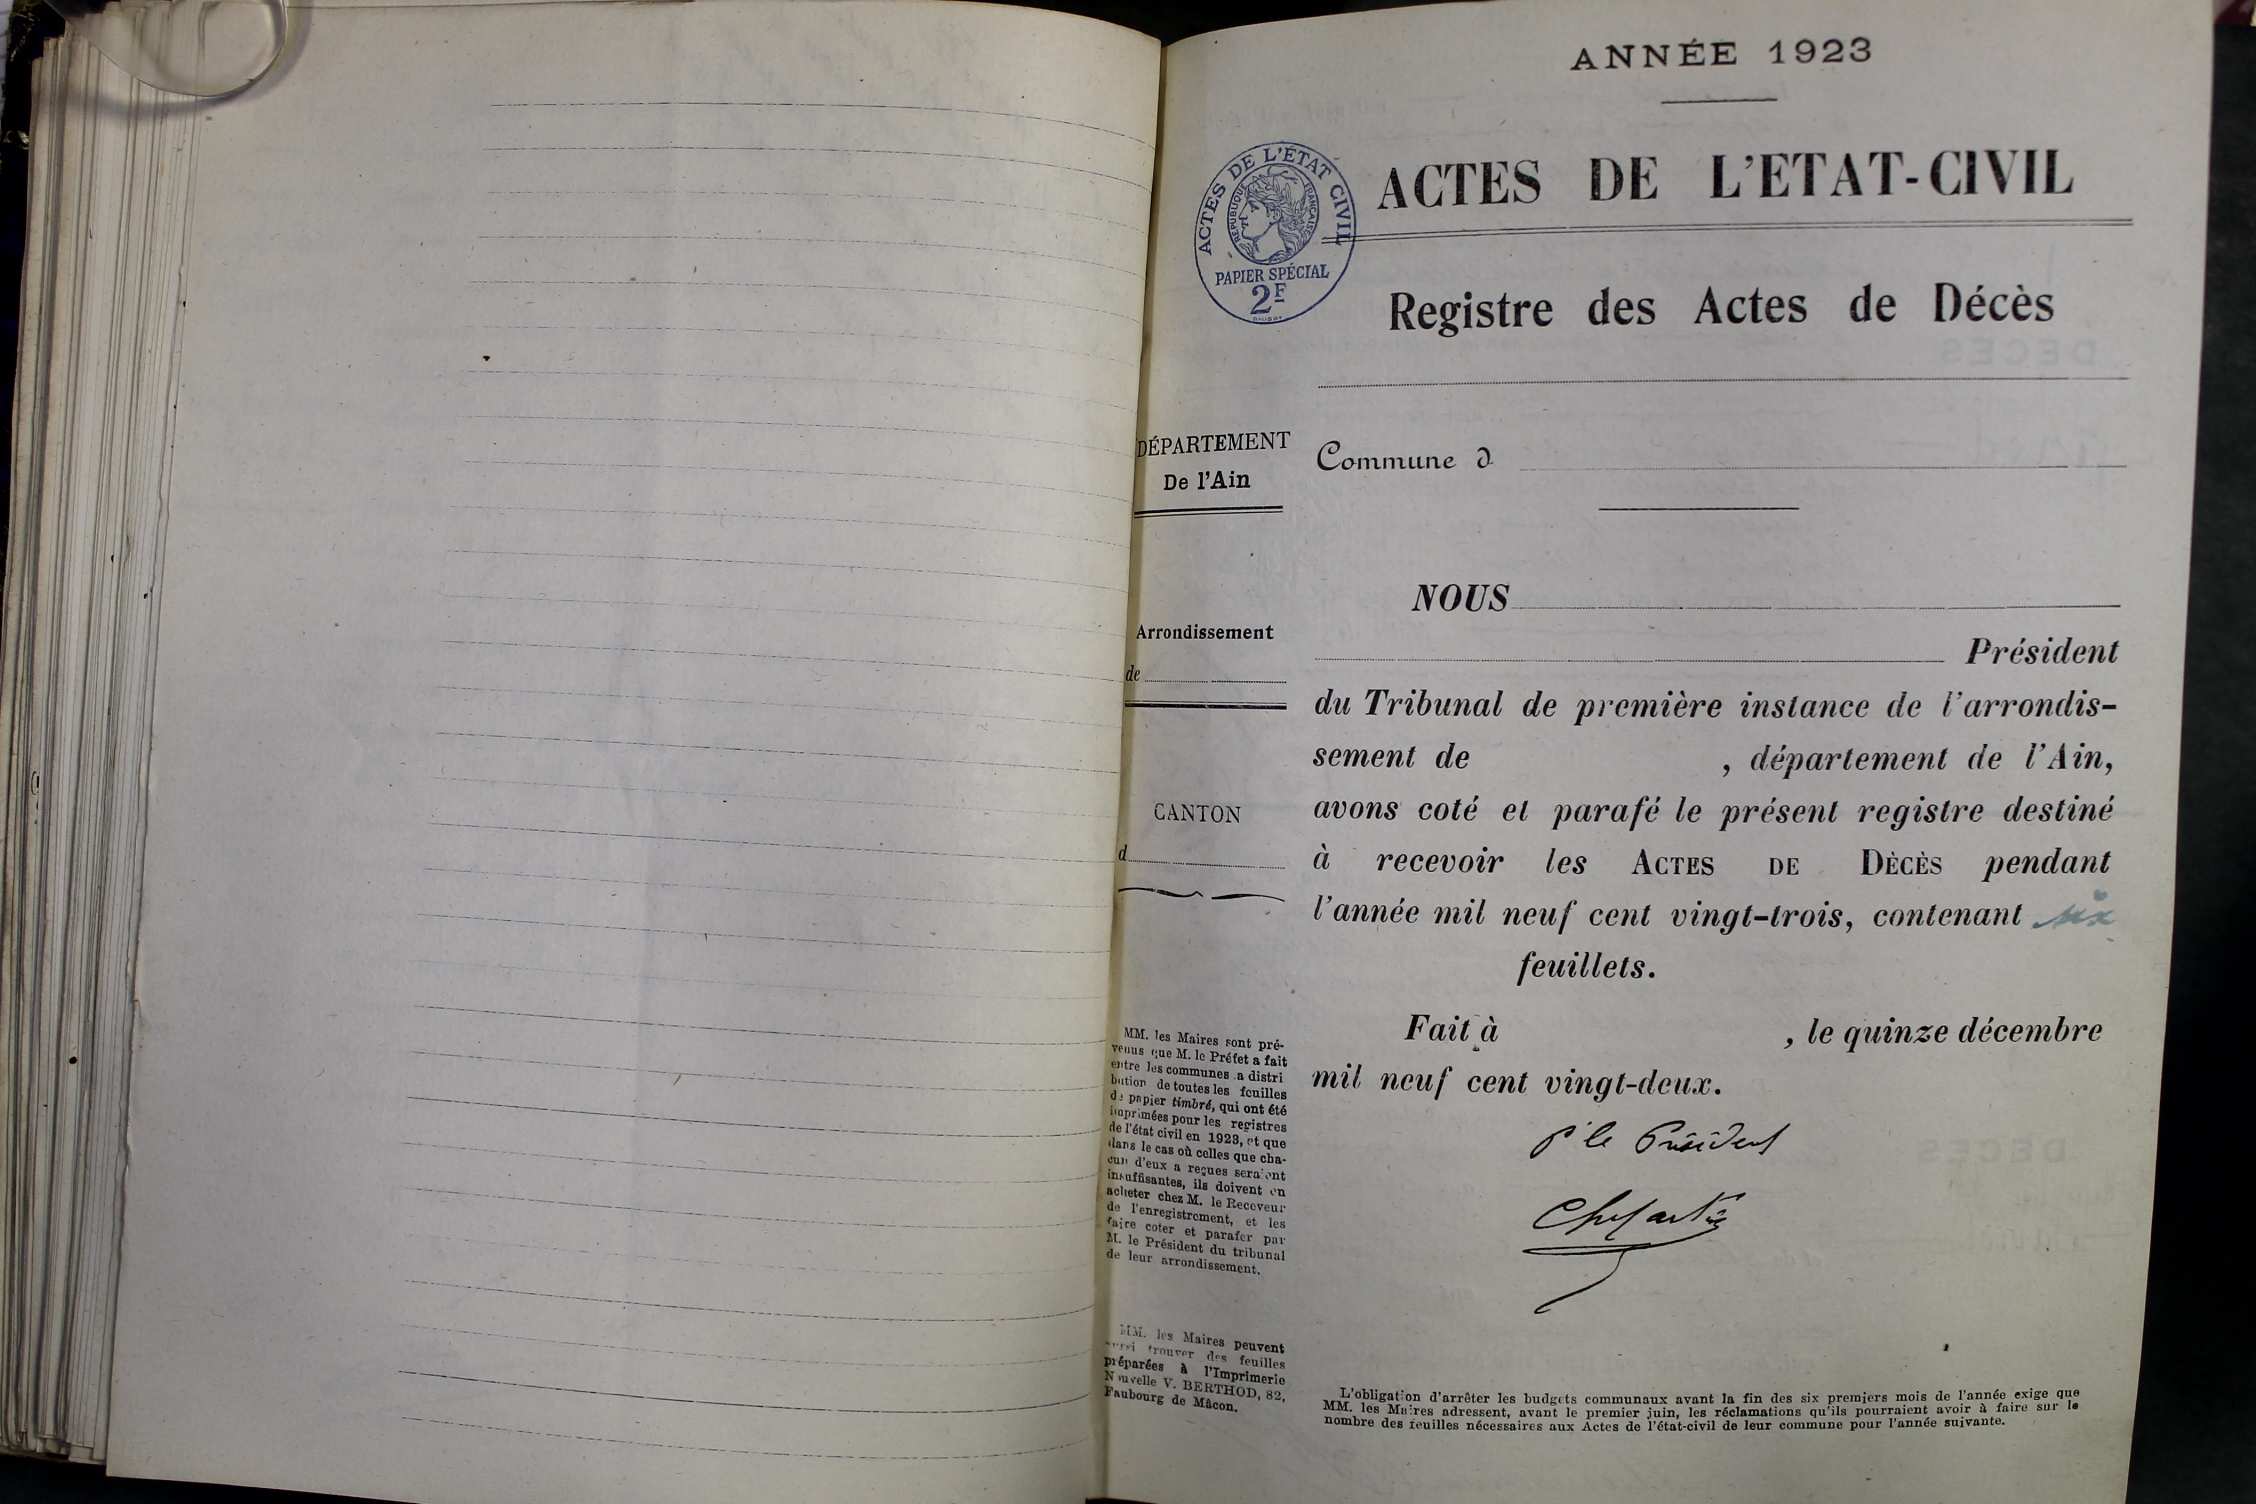 ANNÉE 1923
ACTES DE L'ÉTAT CIVIL
REPUBLIQUE FRANÇAISE
PAPIER SPÉCIAL
2F
ACTES DE L'ETAT-CIVIL
Registre des Actes de Décès
DÉPARTEMENT
De l'Ain
Commune d
Arrondissement
de
CANTON
d
NOUS
Président
du Tribunal de première instance de l'arrondis-
sement de , département de l'Ain,
avons coté et parafé le présent registre destiné
à recevoir les ACTES DE DÈCÈS pendant
l'année mil neuf cent vingt-trois, contenant six
feuillets.
Fait à , le quinze décembre
mil neuf cent vingt-deux.
p' le Président
MM. les Maires sont pré-
venus que M. le Préfet a fait
entre les communes a distri
bution de toutes les feuilles
de papier timbré, qui ont été
imprimées pour les registres
de l'état civil en 1923, et que
dans le cas où celles que cha-
cun d'eux a reçues seraient
insuffisantes, ils doivent en
acheter chez M. le Receveur
de l'enregistrement, et les
faire coter et parafer par
M. le Président du tribunal
de leur arrondissement.
MM. les Maires peuvent
aussi trouver des feuilles
préparées à l'Imprimerie
Nouvelle V. BERTHOD, 82,
Faubourg de Mâcon.
L'obligation d'arrêter les budgets communaux avant la fin des six premiers mois de l'année exige que
MM. les Maires adressent, avant le premier juin, les réclamations qu'ils pourraient avoir à faire sur le
nombre des feuilles nécessaires aux Actes de l'état-civil de leur commune pour l'année suivante.